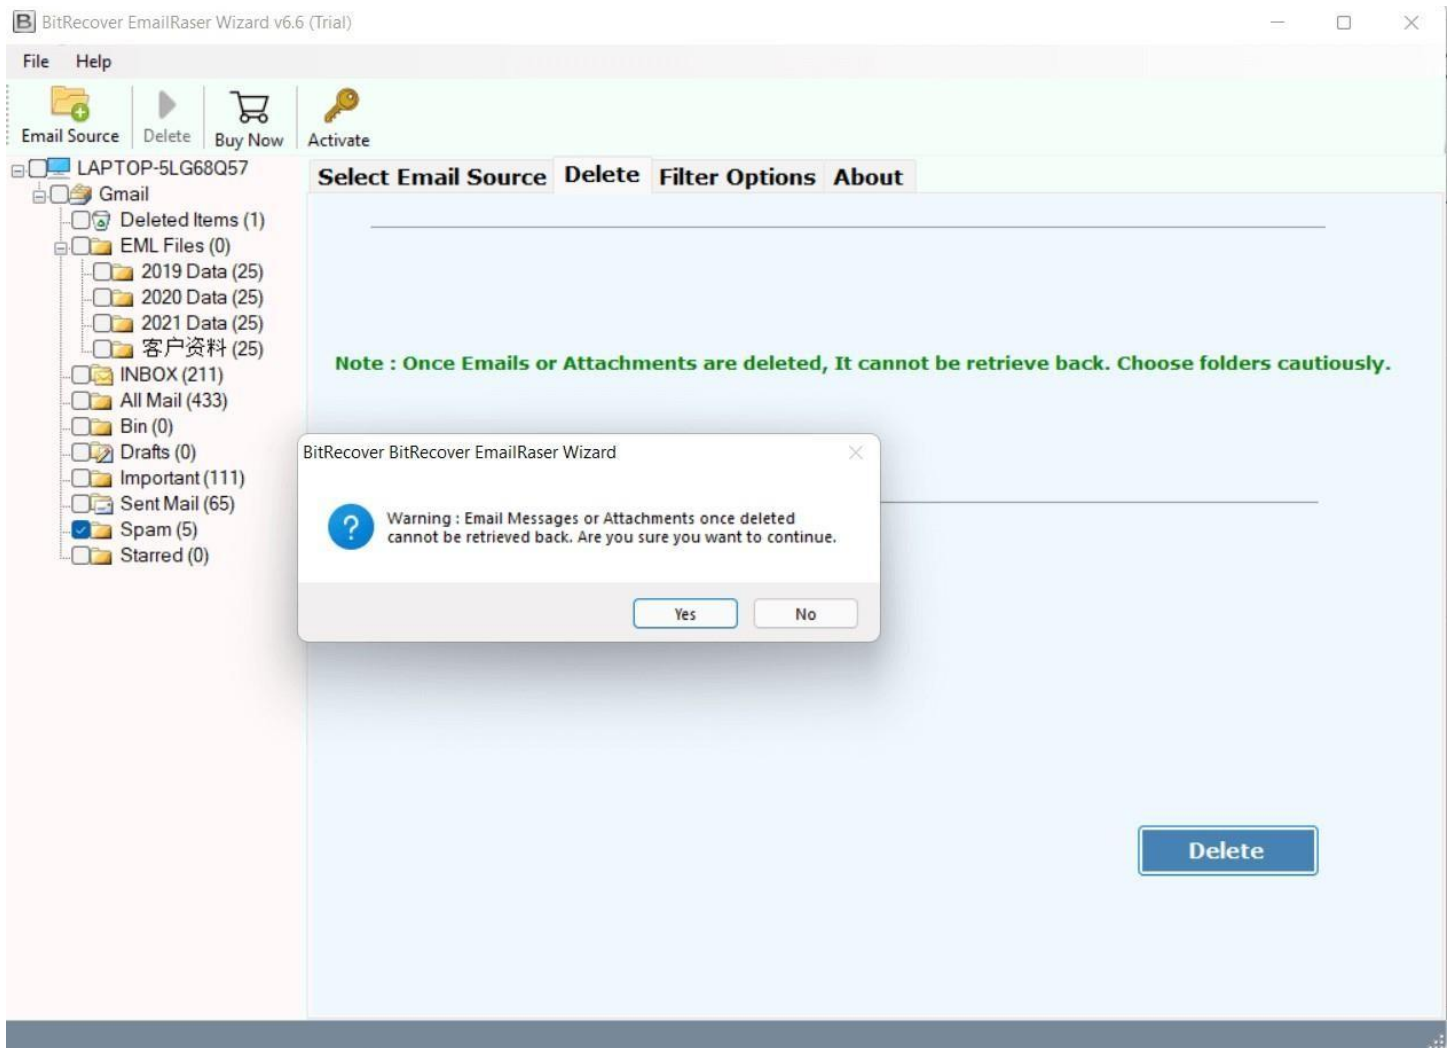 BitRecover EmailRaser Wizard v6.6 (Trial)
File Help
Email Source Delete Buy Now Activate
LAPTOP-5LG68Q57
Gmail
Deleted Items (1)
EML Files (0)
2019 Data (25)
2020 Data (25)
2021 Data (25)
客户资料 (25)
INBOX (211)
All Mail (433)
Bin (0)
Drafts (0)
Important (111)
Sent Mail (65)
Spam (5)
Starred (0)
Select Email Source Delete Filter Options About
Note : Once Emails or Attachments are deleted, It cannot be retrieve back. Choose folders cautiously.
BitRecover BitRecover EmailRaser Wizard
Warning : Email Messages or Attachments once deleted
cannot be retrieved back. Are you sure you want to continue.
Yes No
Delete